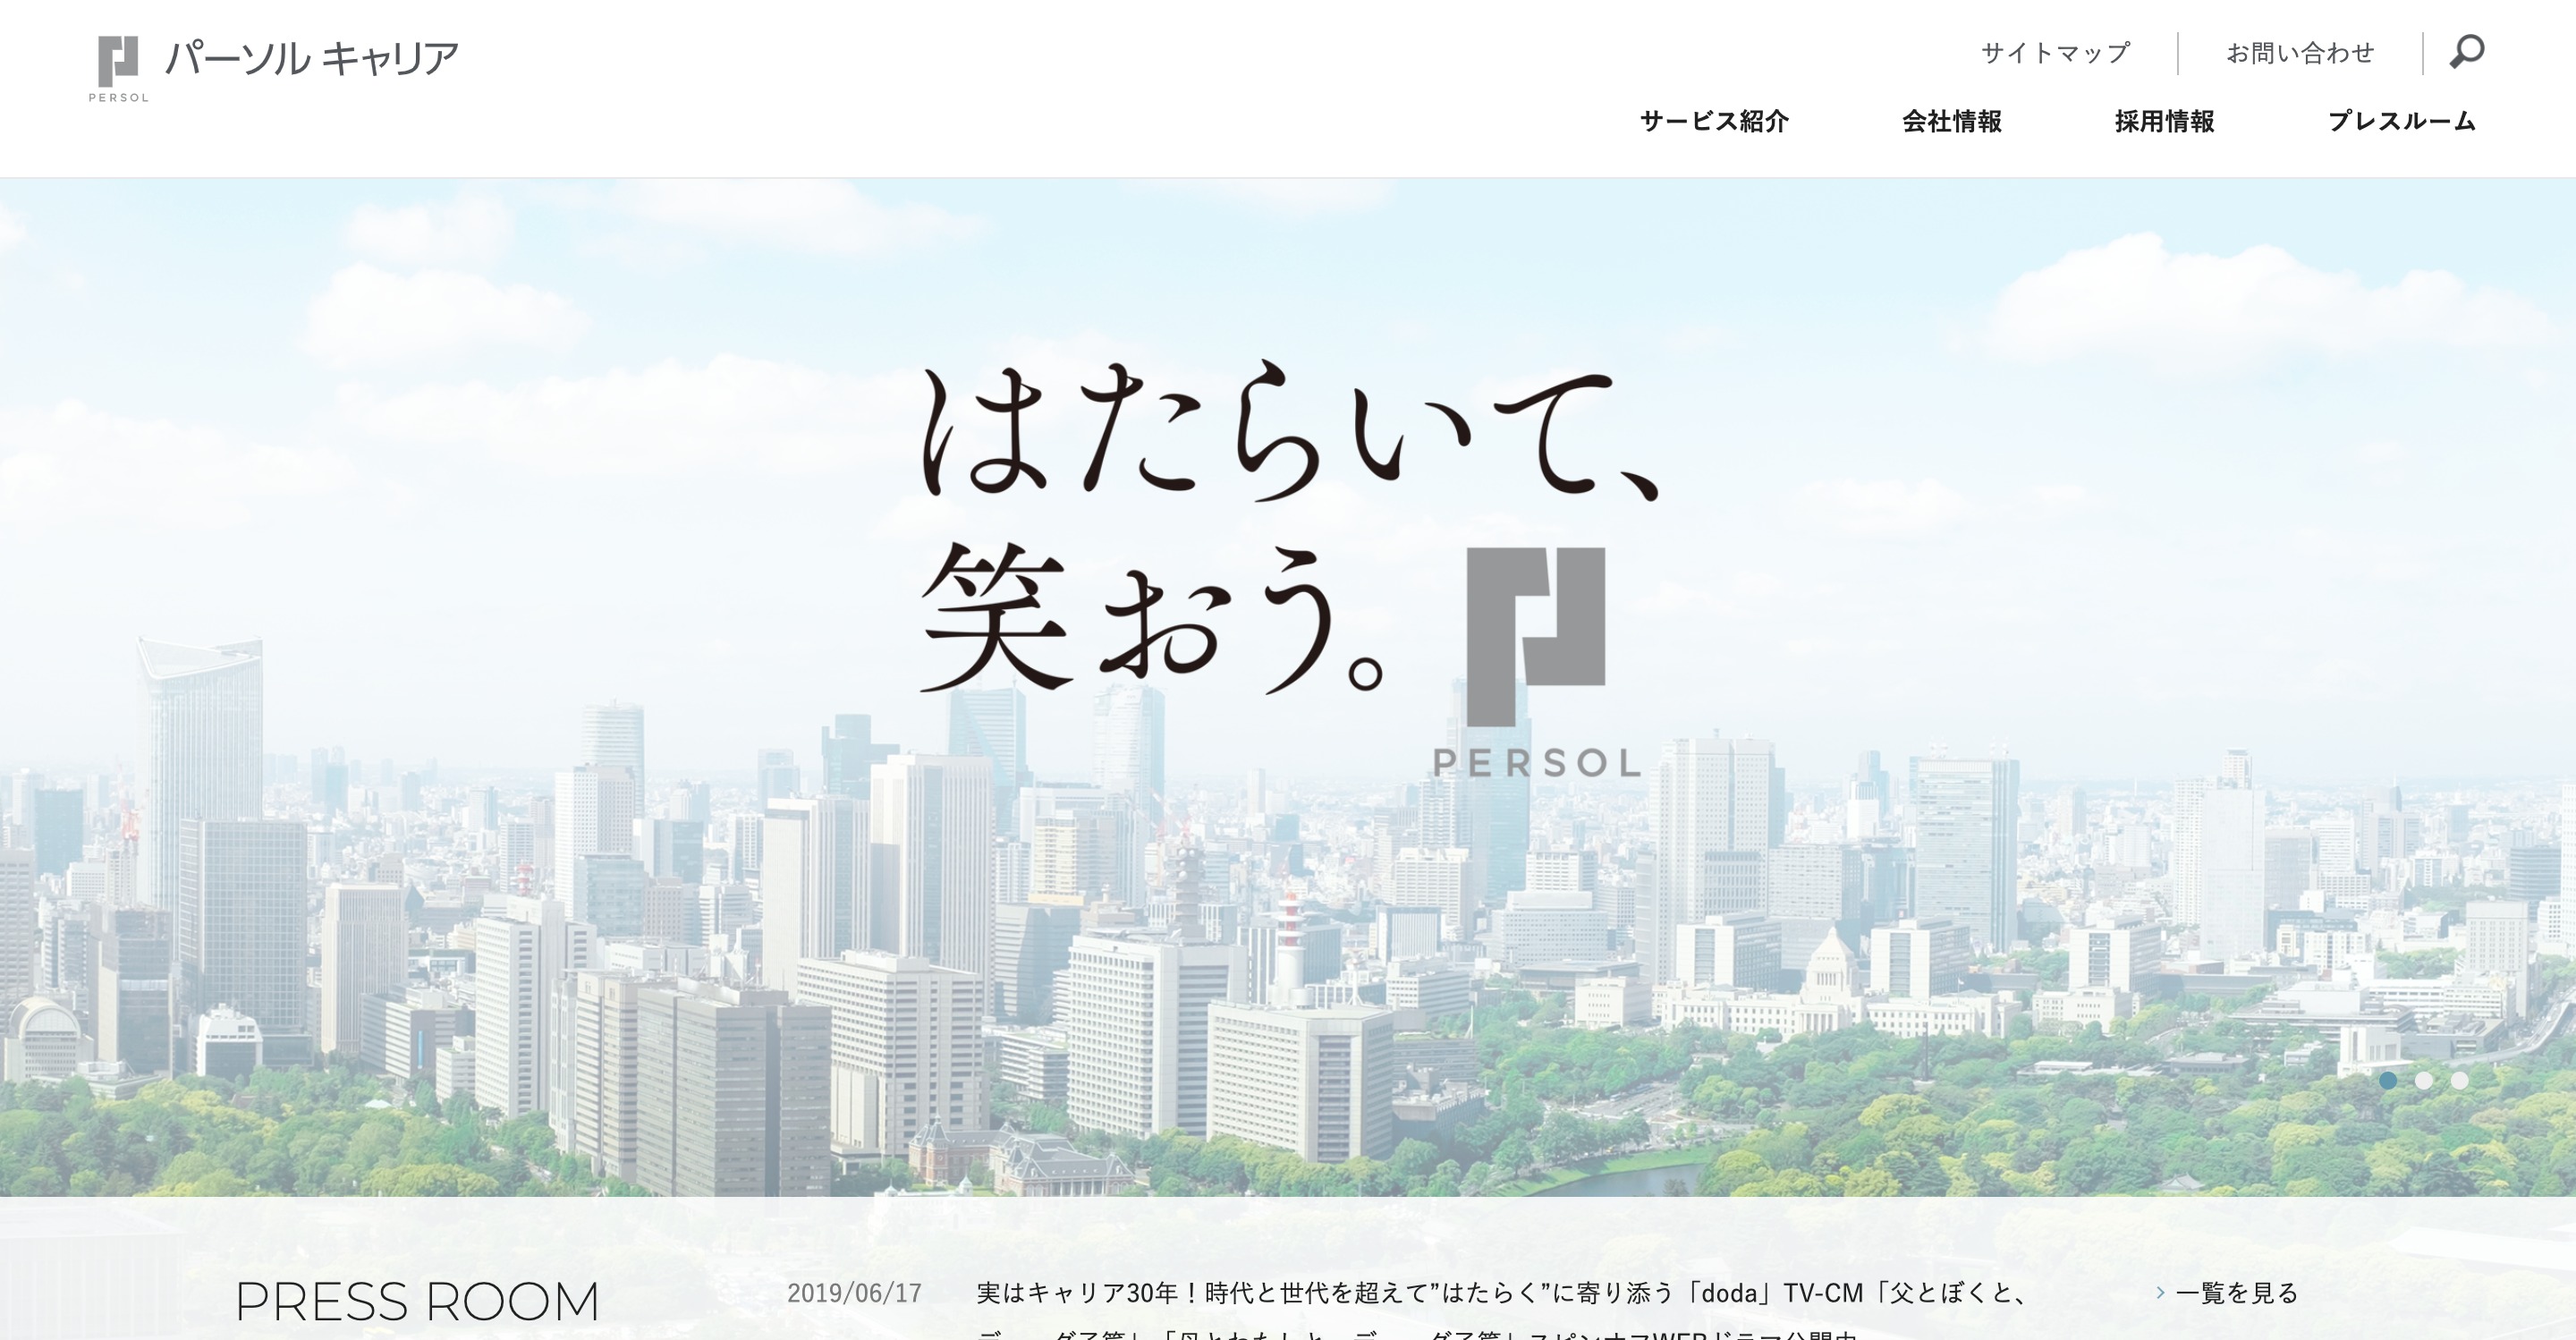 PERSOL
パーソル キャリア
サイトマップ
お問い合わせ
サービス紹介
会社情報
採用情報
プレスルーム
はたらいて、
笑おう。
PERSOL
PRESS ROOM
2019/06/17
実はキャリア30年！時代と世代を超えて”はたらく”に寄り添う「doda」TV-CM「父とぼくと、
一覧を見る